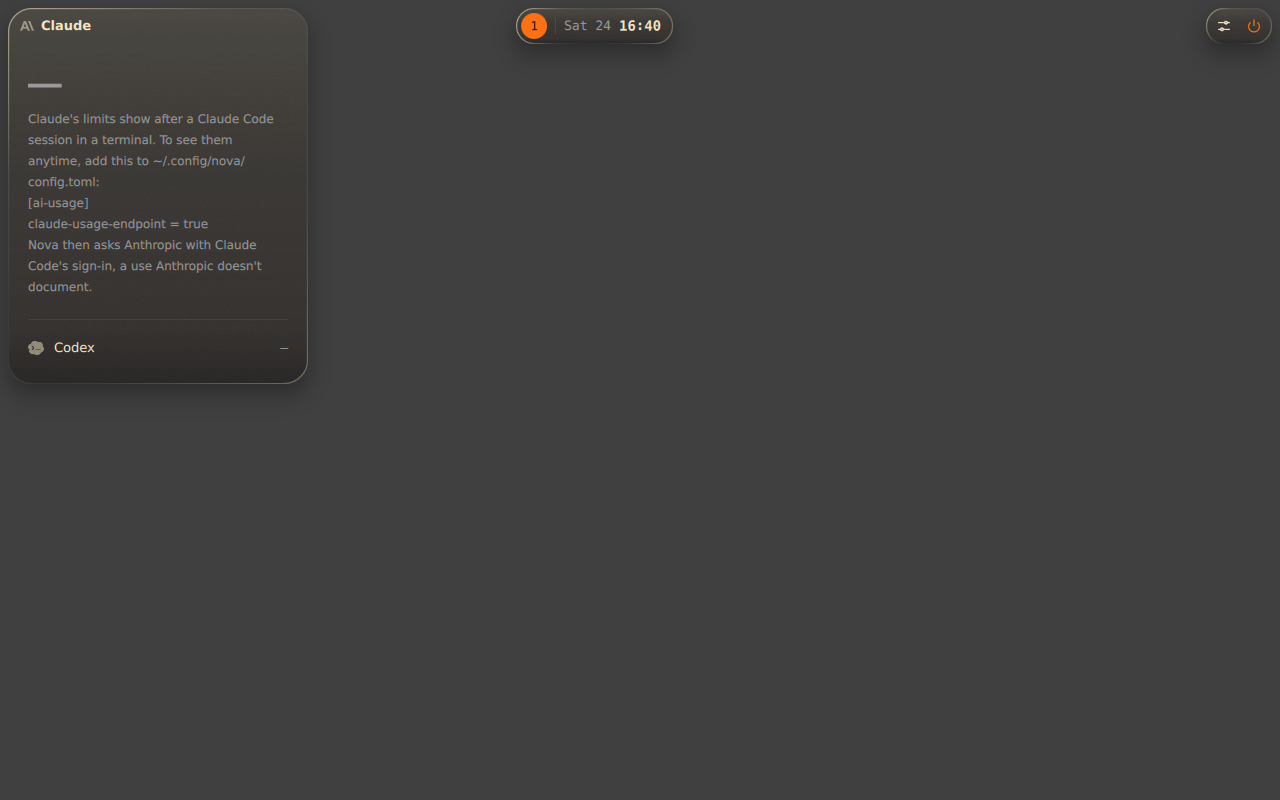 Claude
1 Sat 24 16:40
Claude's limits show after a Claude Code
session in a terminal. To see them
anytime, add this to ~/.config/nova/
config.toml:
[ai-usage]
claude-usage-endpoint = true
Nova then asks Anthropic with Claude
Code's sign-in, a use Anthropic doesn't
document.
Codex –